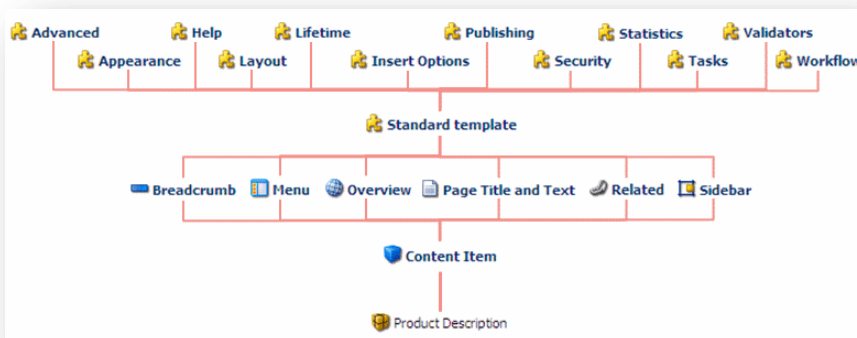 Advanced Help Lifetime Publishing Statistics Validators
Appearance Layout Insert Options Security Tasks Workflow
Standard template
Breadcrumb Menu Overview Page Title and Text Related Sidebar
Content Item
Product Description